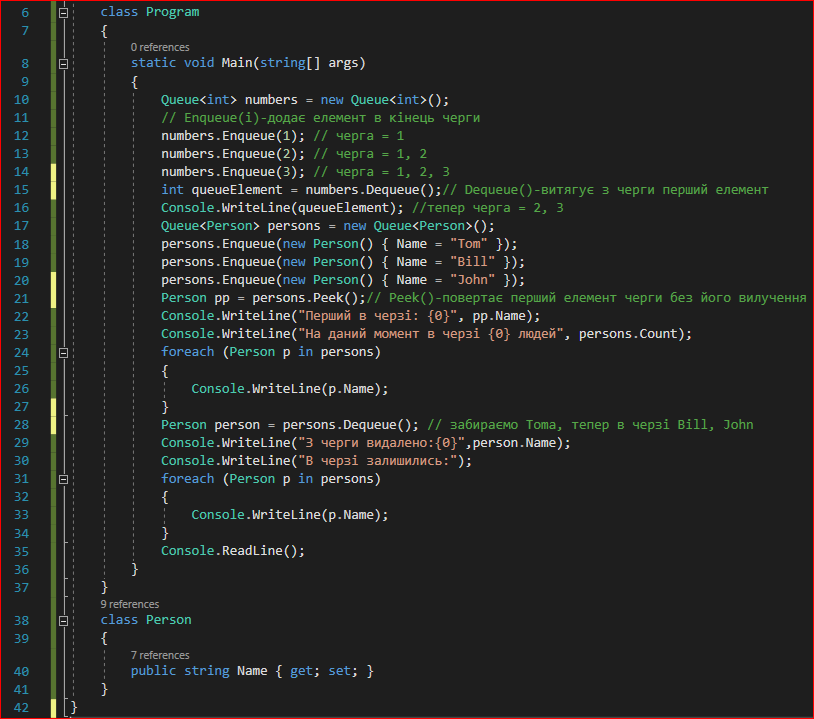 6 class Program
7 {
0 references
8 static void Main(string[] args)
9 {
10 Queue<int> numbers = new Queue<int>();
11 // Enqueue(i)-додає елемент в кінець черги
12 numbers.Enqueue(1); // черга = 1
13 numbers.Enqueue(2); // черга = 1, 2
14 numbers.Enqueue(3); // черга = 1, 2, 3
15 int queueElement = numbers.Dequeue();// Dequeue()-витягує з черги перший елемент
16 Console.WriteLine(queueElement); //тепер черга = 2, 3
17 Queue<Person> persons = new Queue<Person>();
18 persons.Enqueue(new Person() { Name = "Tom" });
19 persons.Enqueue(new Person() { Name = "Bill" });
20 persons.Enqueue(new Person() { Name = "John" });
21 Person pp = persons.Peek();// Peek()-повертає перший елемент черги без його вилучення
22 Console.WriteLine("Перший в черзі: {0}", pp.Name);
23 Console.WriteLine("На даний момент в черзі {0} людей", persons.Count);
24 foreach (Person p in persons)
25 {
26 Console.WriteLine(p.Name);
27 }
28 Person person = persons.Dequeue(); // забираємо Toma, тепер в черзі Bill, John
29 Console.WriteLine("З черги видалено:{0}",person.Name);
30 Console.WriteLine("В черзі залишились:");
31 foreach (Person p in persons)
32 {
33 Console.WriteLine(p.Name);
34 }
35 Console.ReadLine();
36 }
37 }
9 references
38 class Person
39 {
7 references
40 public string Name { get; set; }
41 }
42 }